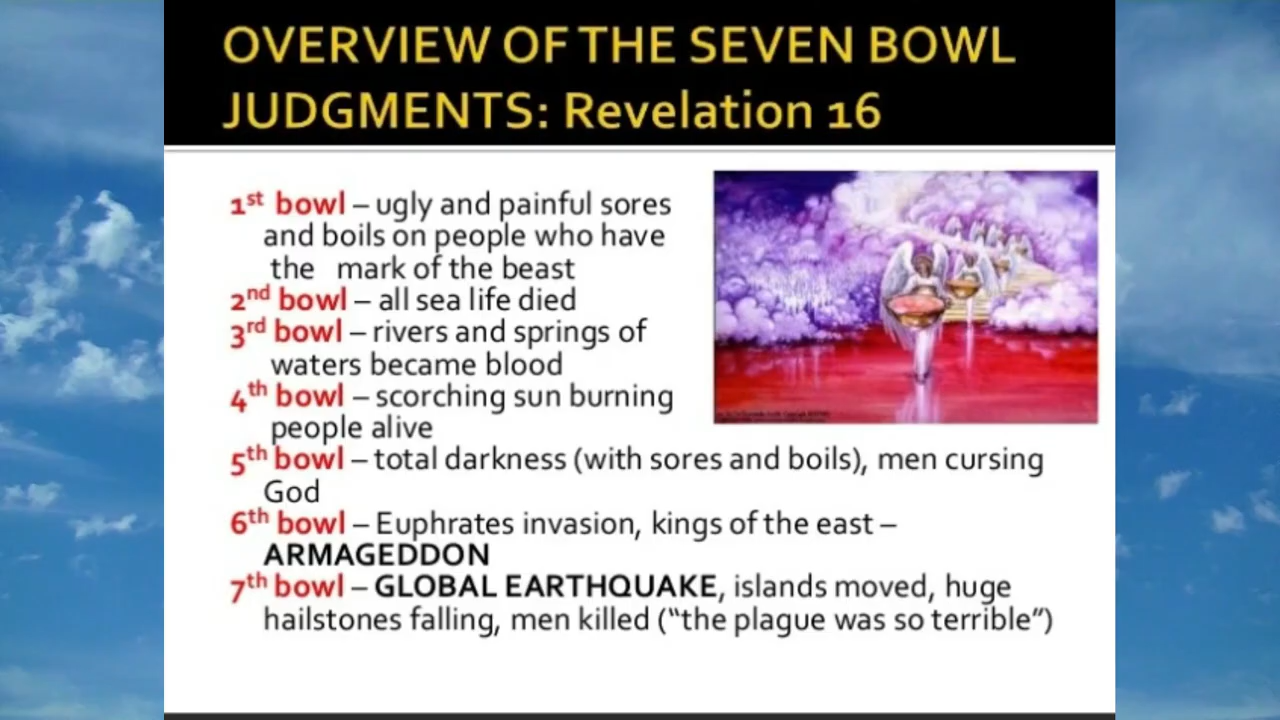 OVERVIEW OF THE SEVEN BOWL
JUDGMENTS: Revelation 16
1st bowl – ugly and painful sores
and boils on people who have
the mark of the beast
2nd bowl – all sea life died
3rd bowl – rivers and springs of
waters became blood
4th bowl – scorching sun burning
people alive
5th bowl – total darkness (with sores and boils), men cursing
God
6th bowl – Euphrates invasion, kings of the east –
ARMAGEDDON
7th bowl – GLOBAL EARTHQUAKE, islands moved, huge
hailstones falling, men killed (“the plague was so terrible”)